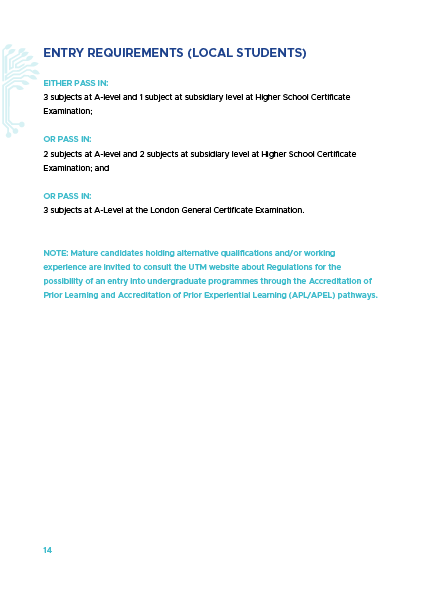 ENTRY REQUIREMENTS (LOCAL STUDENTS)
EITHER PASS IN:
3 subjects at A-level and 1 subject at subsidiary level at Higher School Certificate
Examination;
OR PASS IN:
2 subjects at A-level and 2 subjects at subsidiary level at Higher School Certificate
Examination; and
OR PASS IN:
3 subjects at A-Level at the London General Certificate Examination.
NOTE: Mature candidates holding alternative qualifications and/or working
experience are invited to consult the UTM website about Regulations for the
possibility of an entry into undergraduate programmes through the Accreditation of
Prior Learning and Accreditation of Prior Experiential Learning (APL/APEL) pathways.
14